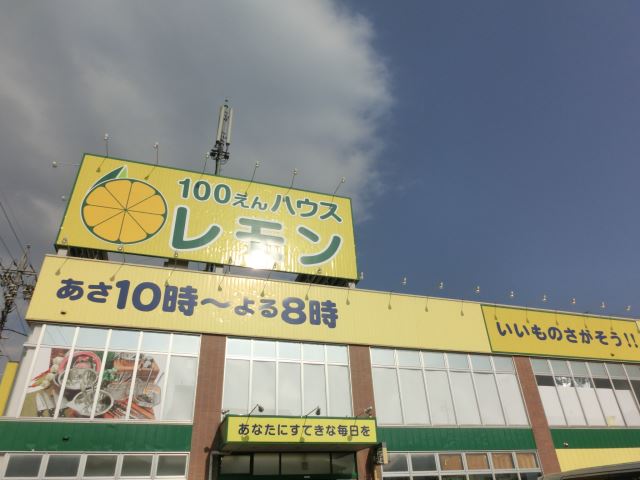 100えんハウス
レモン
あさ10時～よる8時
いいものさがそう!!
あなたにすてきな毎日を